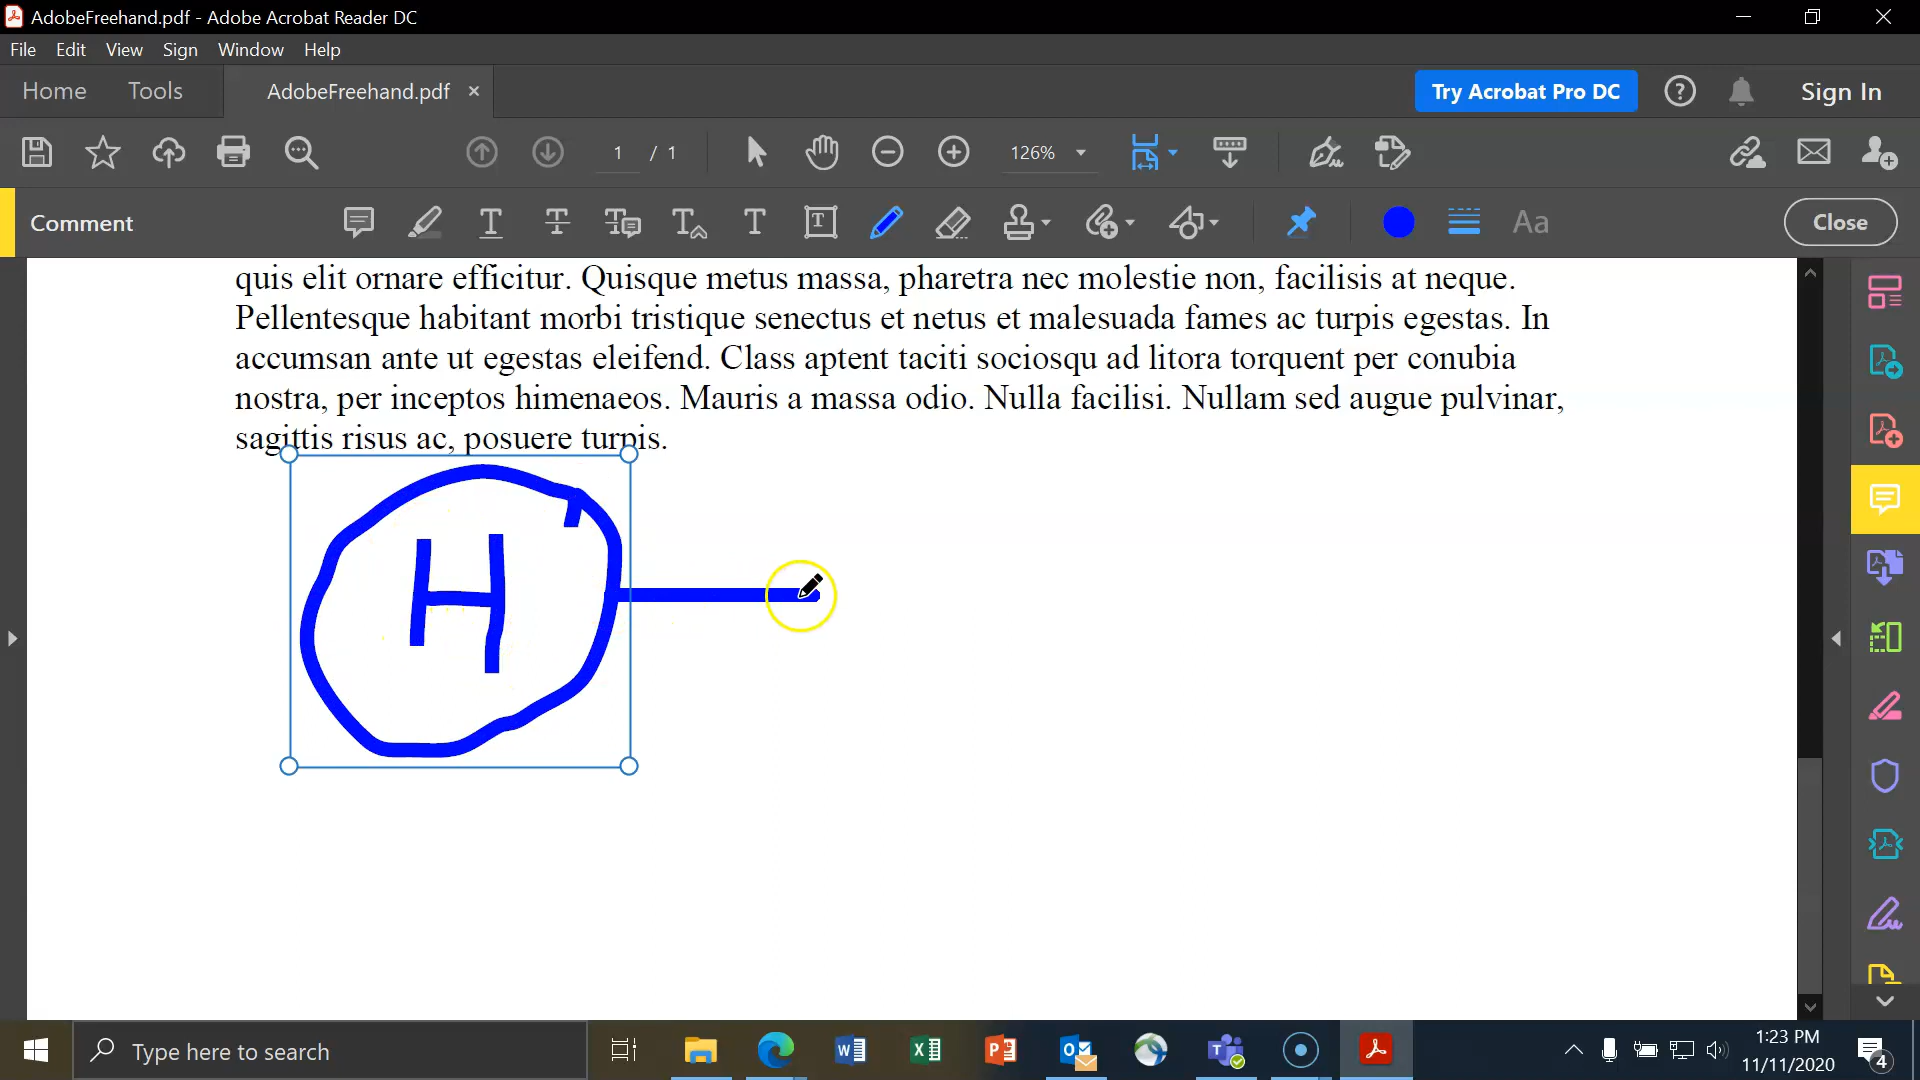 AdobeFreehand.pdf - Adobe Acrobat Reader DC
File Edit View Sign Window Help
Home Tools AdobeFreehand.pdf × Try Acrobat Pro DC ? Sign In
1 / 1 126%
Comment T T T T T T Aa Close
quis elit ornare efficitur. Quisque metus massa, pharetra nec molestie non, facilisis at neque.
Pellentesque habitant morbi tristique senectus et netus et malesuada fames ac turpis egestas. In
accumsan ante ut egestas eleifend. Class aptent taciti sociosqu ad litora torquent per conubia
nostra, per inceptos himenaeos. Mauris a massa odio. Nulla facilisi. Nullam sed augue pulvinar,
sagittis risus ac, posuere turpis.
H
Type here to search
1:23 PM
11/11/2020
4